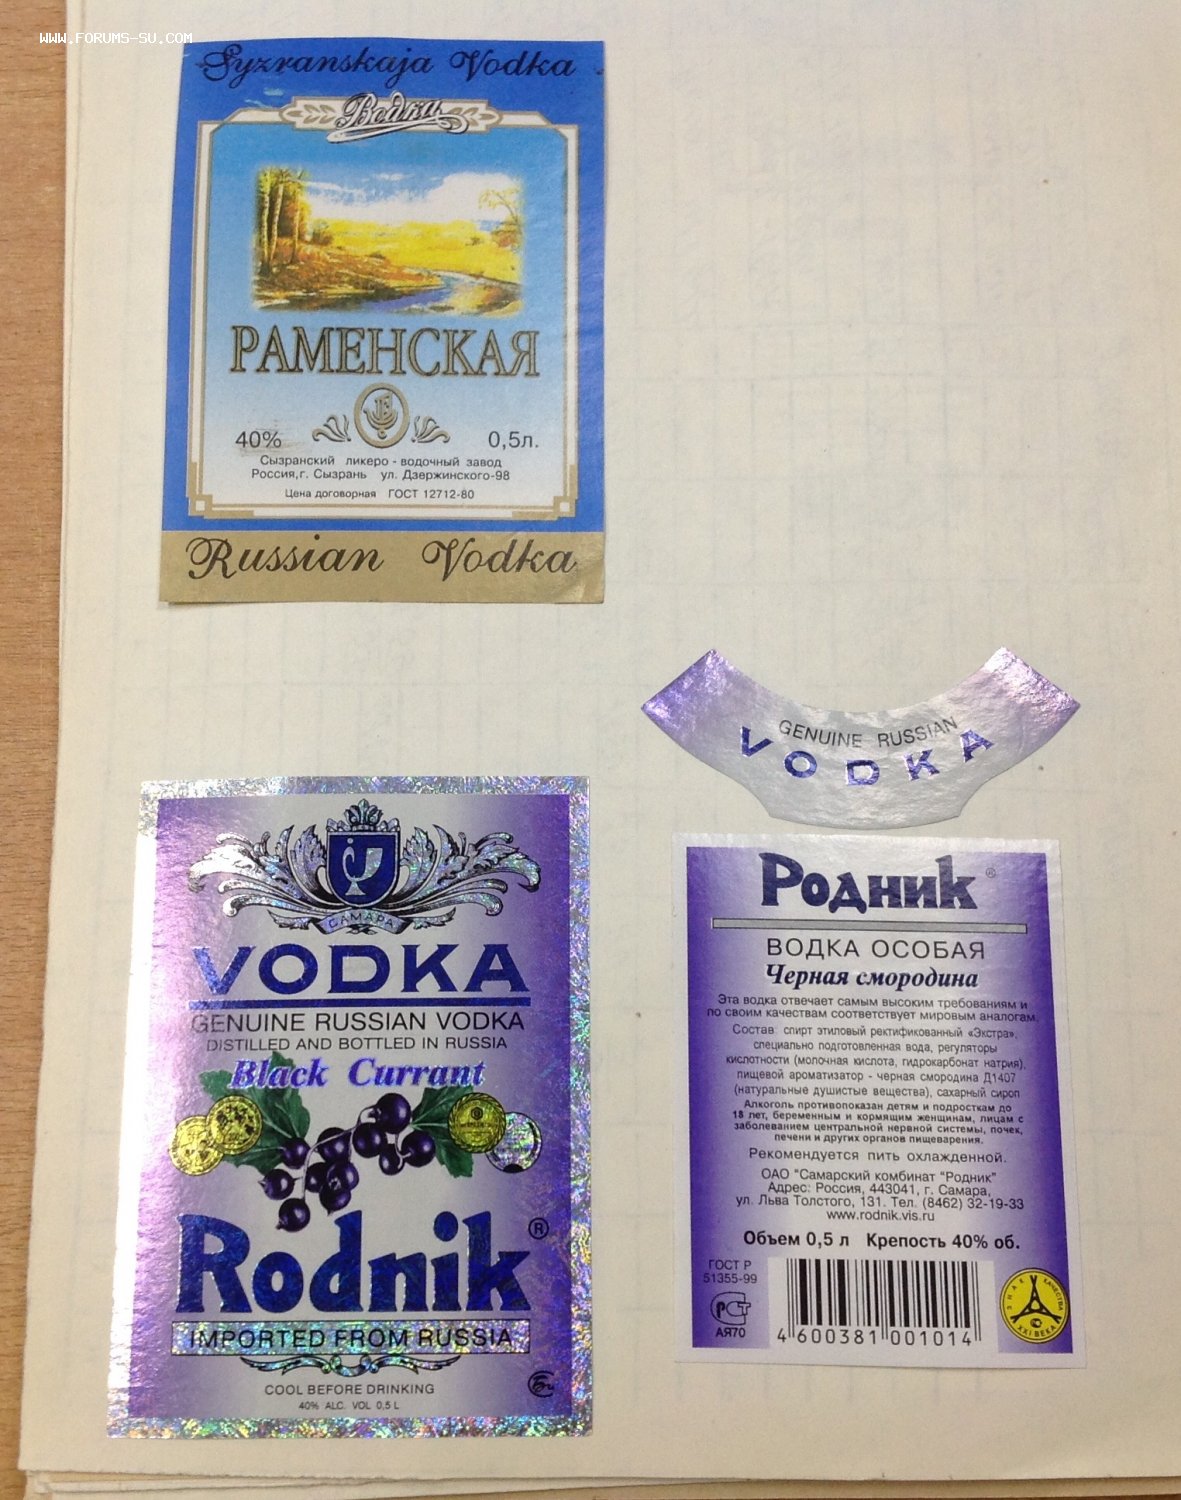 WWW.FORUMS-SU.COM
Syzranskaja Vodka
Водка
РАМЕНСКАЯ
40% 0,5л.
Сызранский ликеро - водочный завод
Россия,г. Сызрань ул. Дзержинского-98
Цена договорная ГОСТ 12712-80
Russian Vodka
GENUINE RUSSIAN
VODKA
САМАРА
VODKA
GENUINE RUSSIAN VODKA
DISTILLED AND BOTTLED IN RUSSIA
Black Currant
Rodnik®
IMPORTED FROM RUSSIA
COOL BEFORE DRINKING
40% ALC. VOL 0,5 L
Родник®
ВОДКА ОСОБАЯ
Черная смородина
Эта водка отвечает самым высоким требованиям и
по своим качествам соответствует мировым аналогам.
Состав: спирт этиловый ректификованный «Экстра»,
специально подготовленная вода, регуляторы
кислотности (молочная кислота, гидрокарбонат натрия),
пищевой ароматизатор - черная смородина Д1407
(натуральные душистые вещества), сахарный сироп
Алкоголь противопоказан детям и подросткам до
18 лет, беременным и кормящим женщинам, лицам с
заболеванием центральной нервной системы, почек,
печени и других органов пищеварения.
Рекомендуется пить охлажденной.
ОАО "Самарский комбинат "Родник"
Адрес: Россия, 443041, г. Самара,
ул. Льва Толстого, 131. Тел. (8462) 32-19-33
www.rodnik.vis.ru
Объем 0,5 л Крепость 40% об.
ГОСТ Р
51355-99
РСТ
АЯ70
4 600381 001014
ЗНАК КАЧЕСТВА
XXI ВЕКА